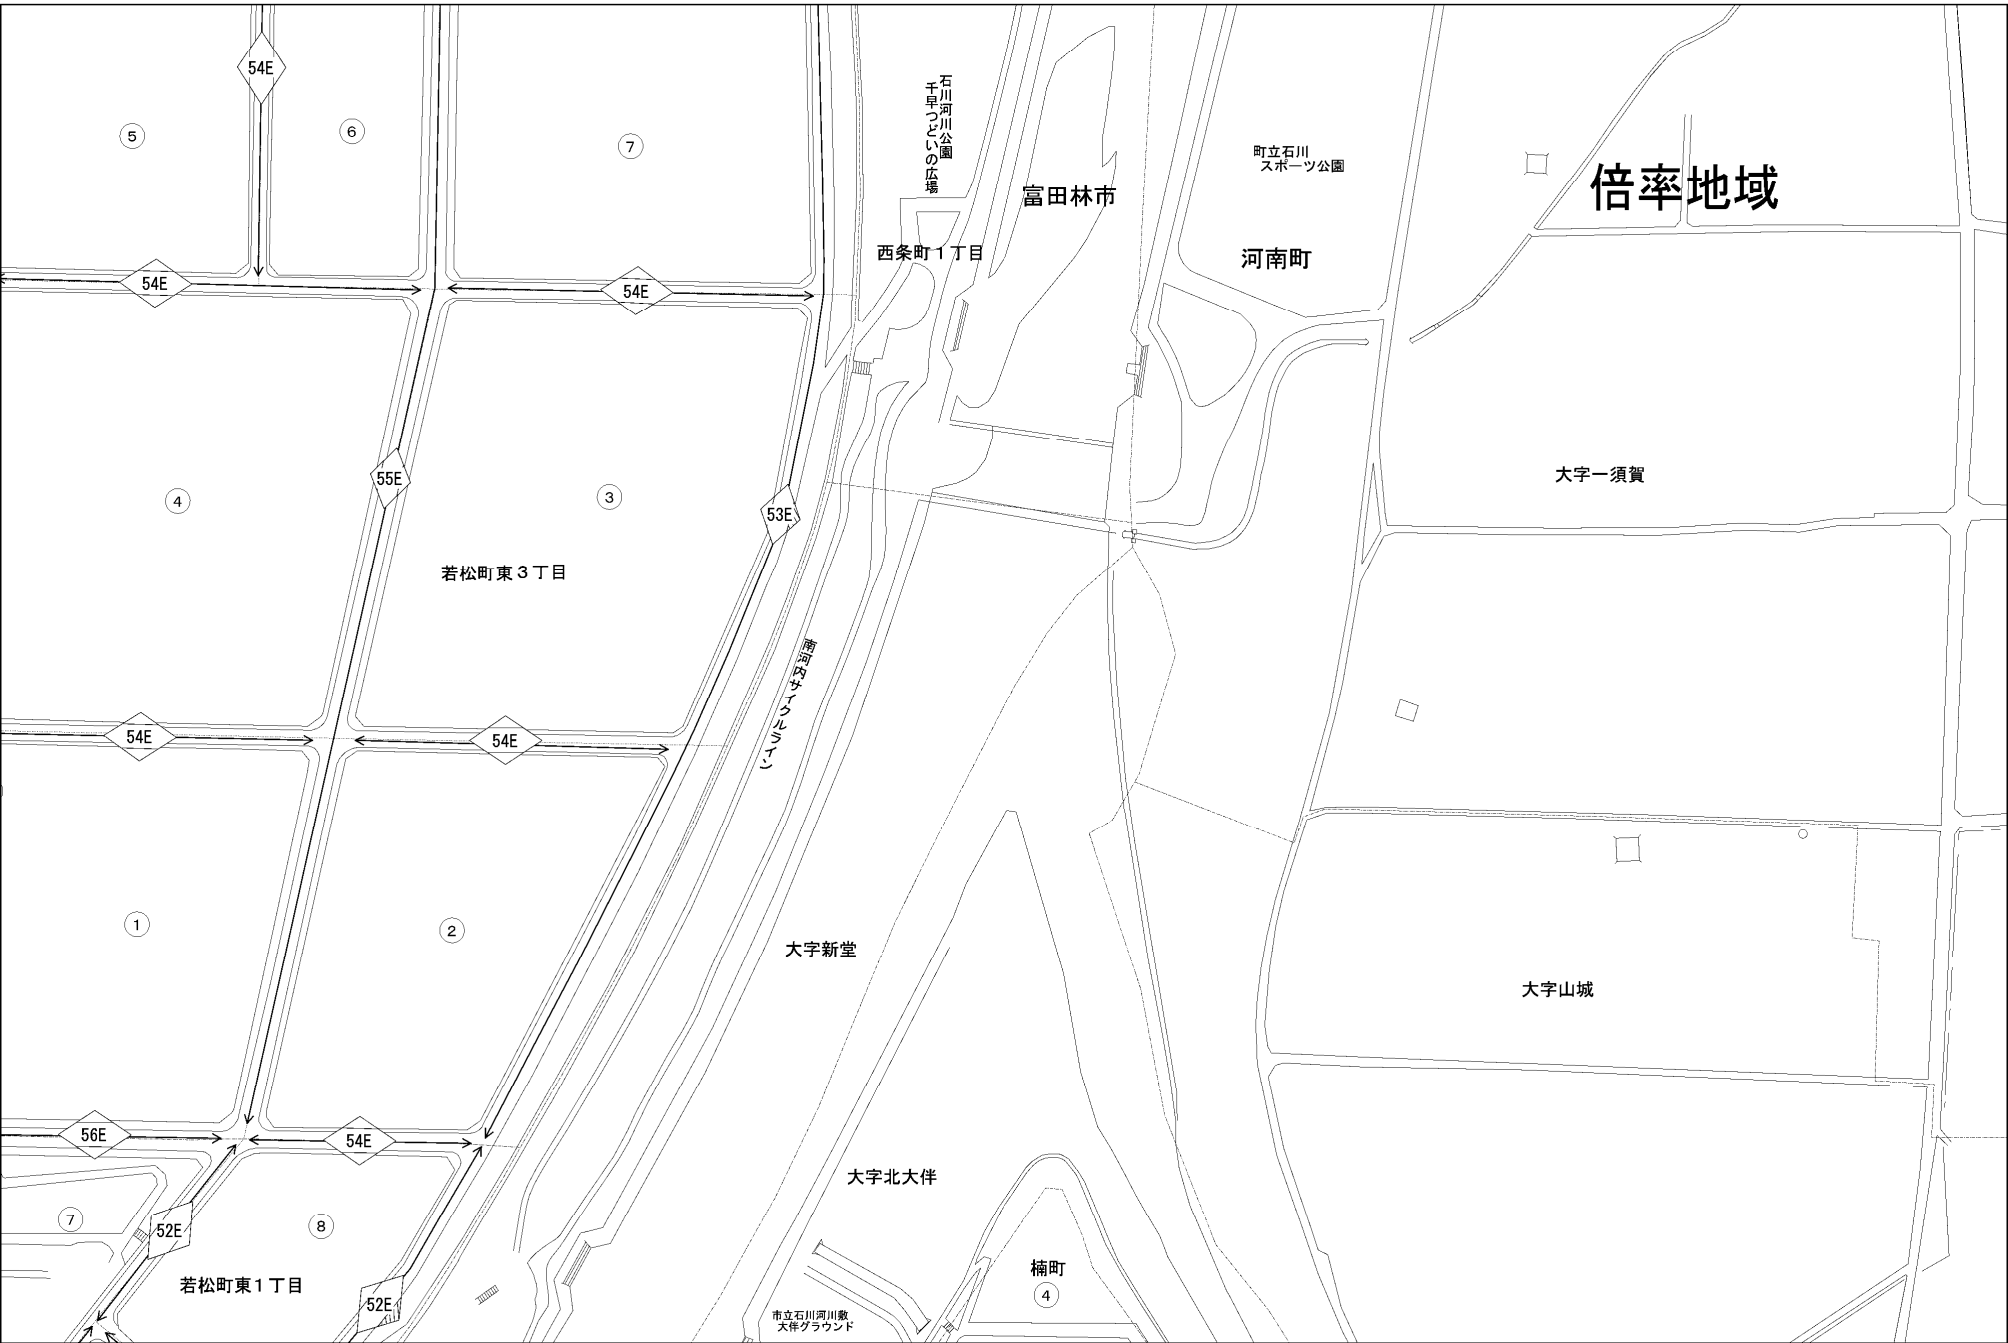 54E
⑤
⑥
⑦
石川河川公園
千早つどいの広場
富田林市
町立石川
スポーツ公園
倍率地域
西条町1丁目
河南町
54E
54E
④
55E
③
53E
大字一須賀
若松町東3丁目
南河内サイクルライン
54E
54E
①
②
大字新堂
大字山城
56E
54E
大字北大伴
⑦
52E
⑧
若松町東1丁目
52E
楠町
④
市立石川河川敷
大伴グラウンド